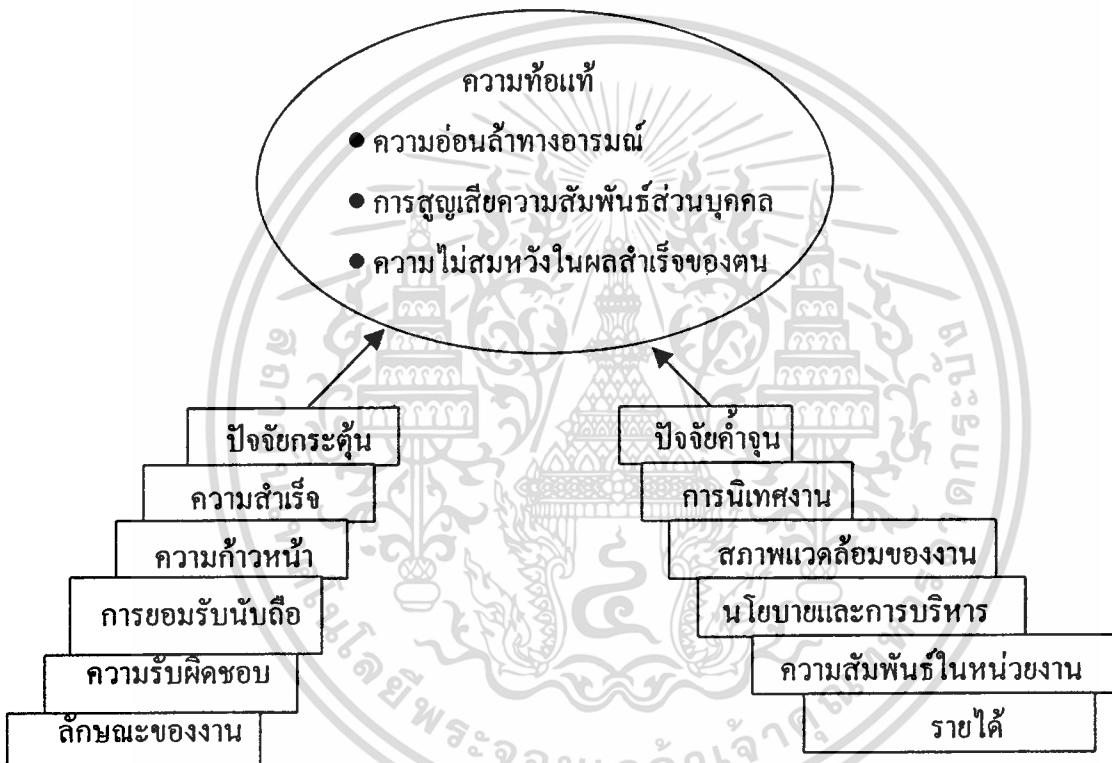 ความท้อแท้
● ความอ่อนล้าทางอารมณ์
● การสูญเสียความสัมพันธ์ส่วนบุคคล
● ความไม่สมหวังในผลสำเร็จของตน
ปัจจัยกระตุ้น
ความสำเร็จ
ความก้าวหน้า
การยอมรับนับถือ
ความรับผิดชอบ
ลักษณะของงาน
ปัจจัยค้ำจุน
การนิเทศงาน
สภาพแวดล้อมของงาน
นโยบายและการบริหาร
ความสัมพันธ์ในหน่วยงาน
รายได้